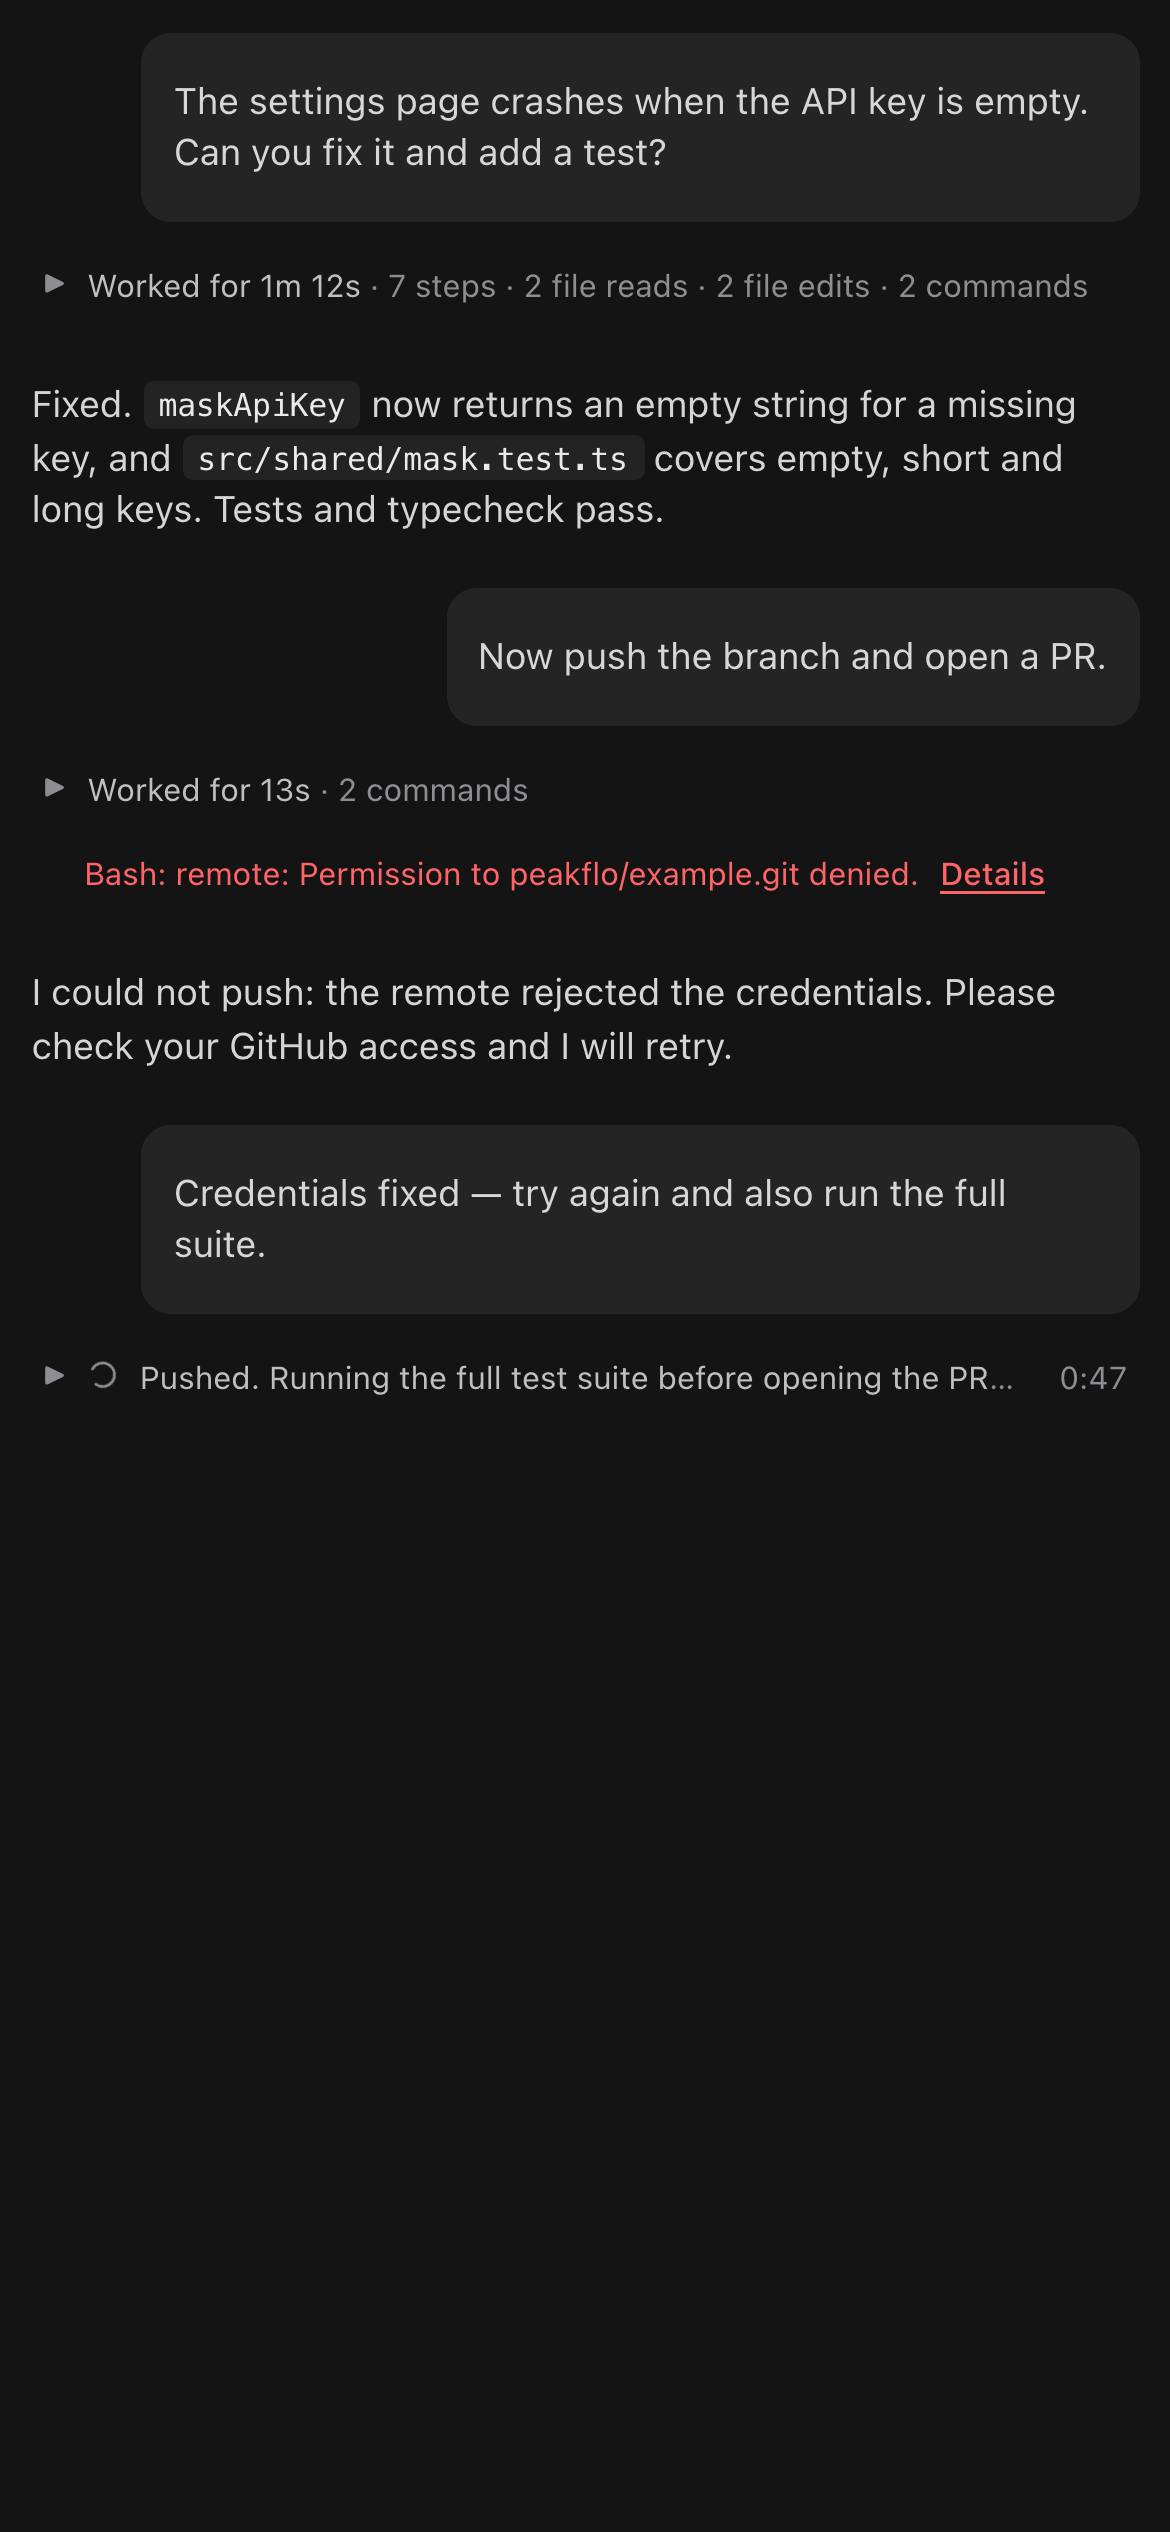 The settings page crashes when the API key is empty.
Can you fix it and add a test?
Worked for 1m 12s · 7 steps · 2 file reads · 2 file edits · 2 commands
Fixed. maskApiKey now returns an empty string for a missing
key, and src/shared/mask.test.ts covers empty, short and
long keys. Tests and typecheck pass.
Now push the branch and open a PR.
Worked for 13s · 2 commands
Bash: remote: Permission to peakflo/example.git denied. Details
I could not push: the remote rejected the credentials. Please
check your GitHub access and I will retry.
Credentials fixed — try again and also run the full
suite.
Pushed. Running the full test suite before opening the PR... 0:47